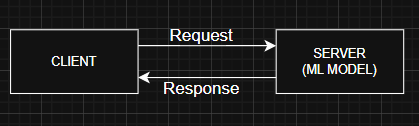 Request
CLIENT
SERVER
(ML MODEL)
Response